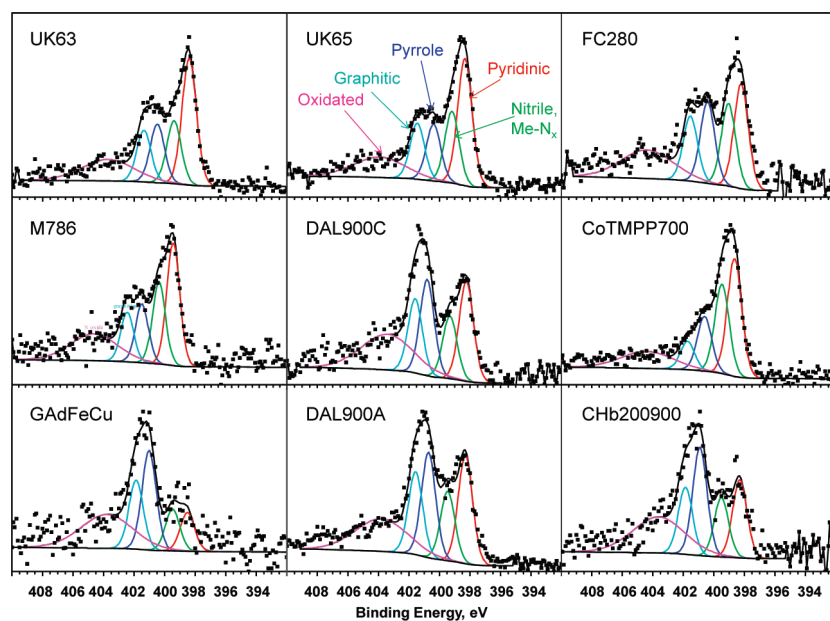 UK63
UK65
FC280
Pyrrole
Graphitic
Pyridinic
Oxidated
Nitrile,
Me-Nx
M786
DAL900C
CoTMPP700
GAdFeCu
DAL900A
CHb200900
408 406 404 402 400 398 396 394
408 406 404 402 400 398 396 394
408 406 404 402 400 398 396 394
Binding Energy, eV